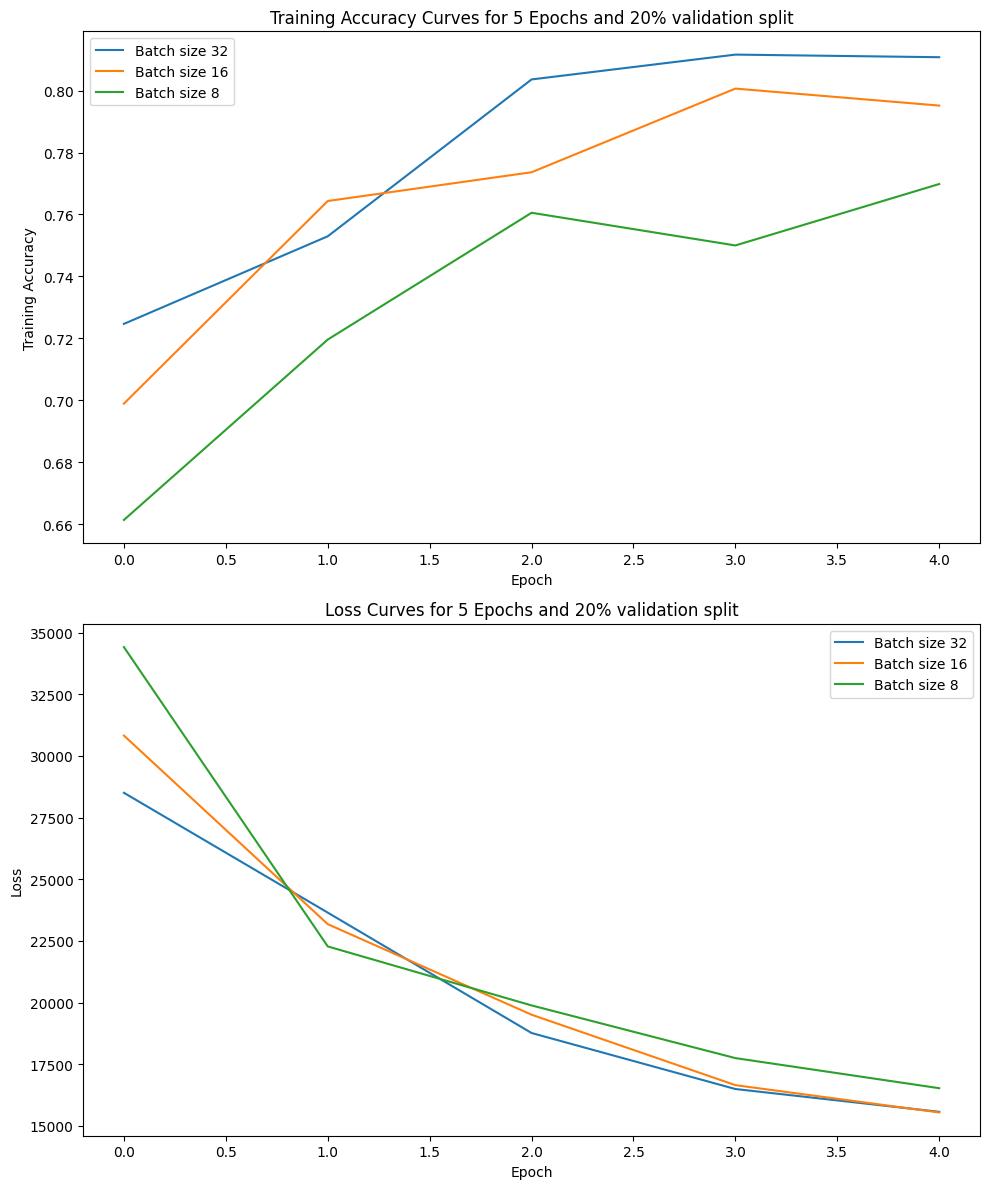 Training Accuracy Curves for 5 Epochs and 20% validation split
Batch size 32
Batch size 16
Batch size 8
Training Accuracy
0.80
0.78
0.76
0.74
0.72
0.70
0.68
0.66
0.0 0.5 1.0 1.5 2.0 2.5 3.0 3.5 4.0
Epoch
Loss Curves for 5 Epochs and 20% validation split
Batch size 32
Batch size 16
Batch size 8
Loss
35000
32500
30000
27500
25000
22500
20000
17500
15000
0.0 0.5 1.0 1.5 2.0 2.5 3.0 3.5 4.0
Epoch